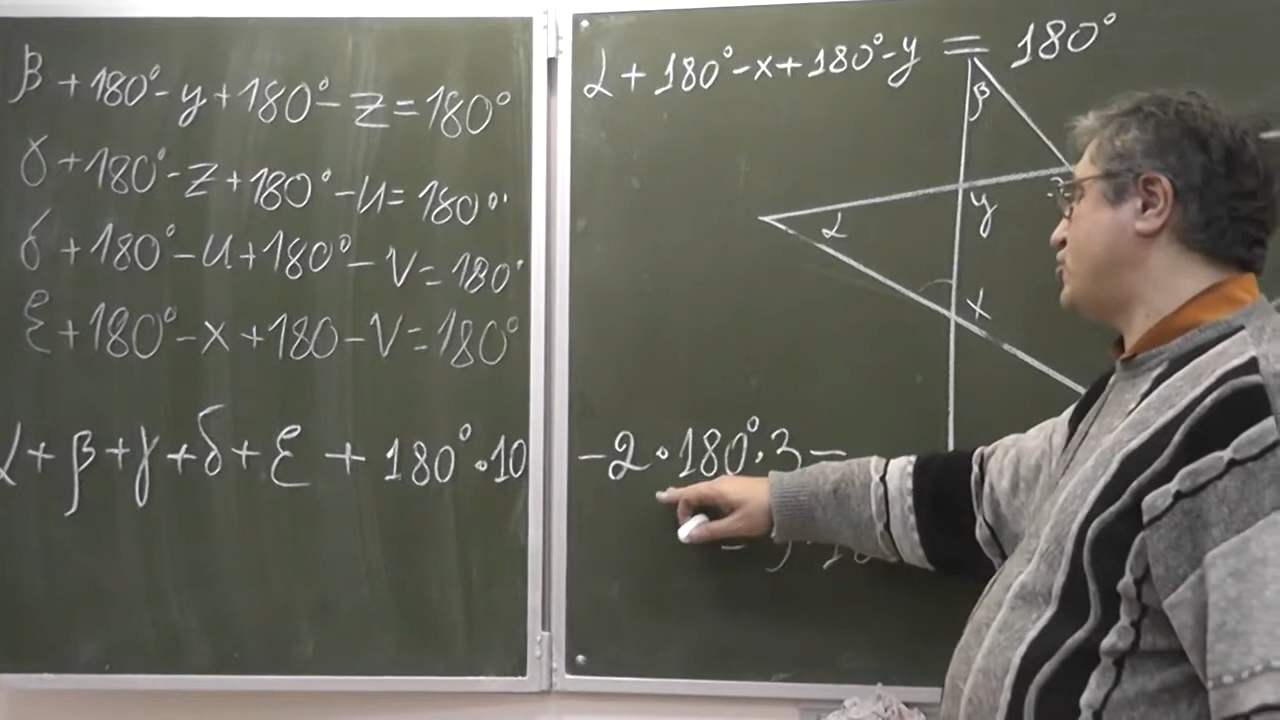 β + 180° - y + 180° - z = 180°
γ + 180° - z + 180° - u = 180°
δ + 180° - u + 180° - v = 180°
ε + 180° - x + 180 - v = 180°
α + β + γ + δ + ε + 180° · 10 - 2 · 180° · 3 =
α + 180° - x + 180° - y = 180°
β
α
y
x